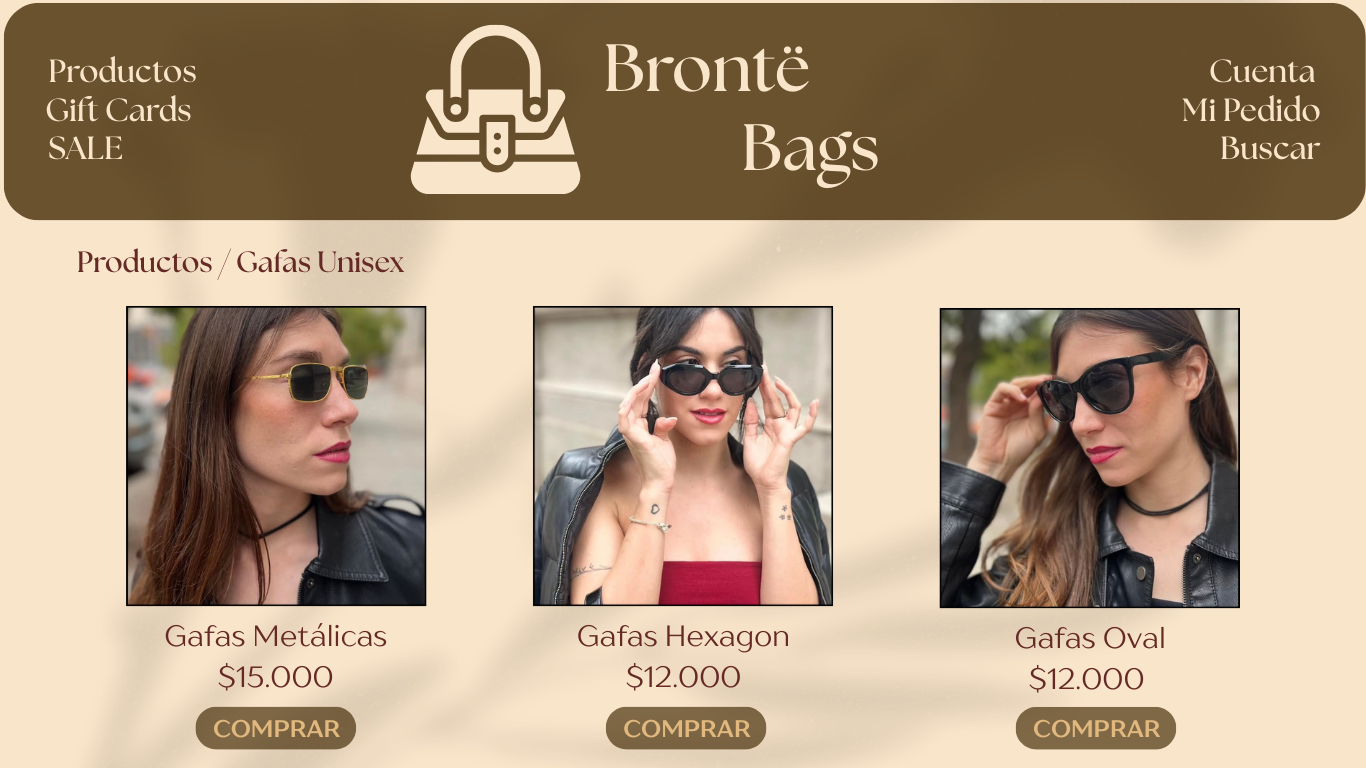 Productos
Gift Cards
SALE
Brontë
Bags
Cuenta
Mi Pedido
Buscar
Productos / Gafas Unisex
Gafas Metálicas
$15.000
COMPRAR
Gafas Hexagon
$12.000
COMPRAR
Gafas Oval
$12.000
COMPRAR